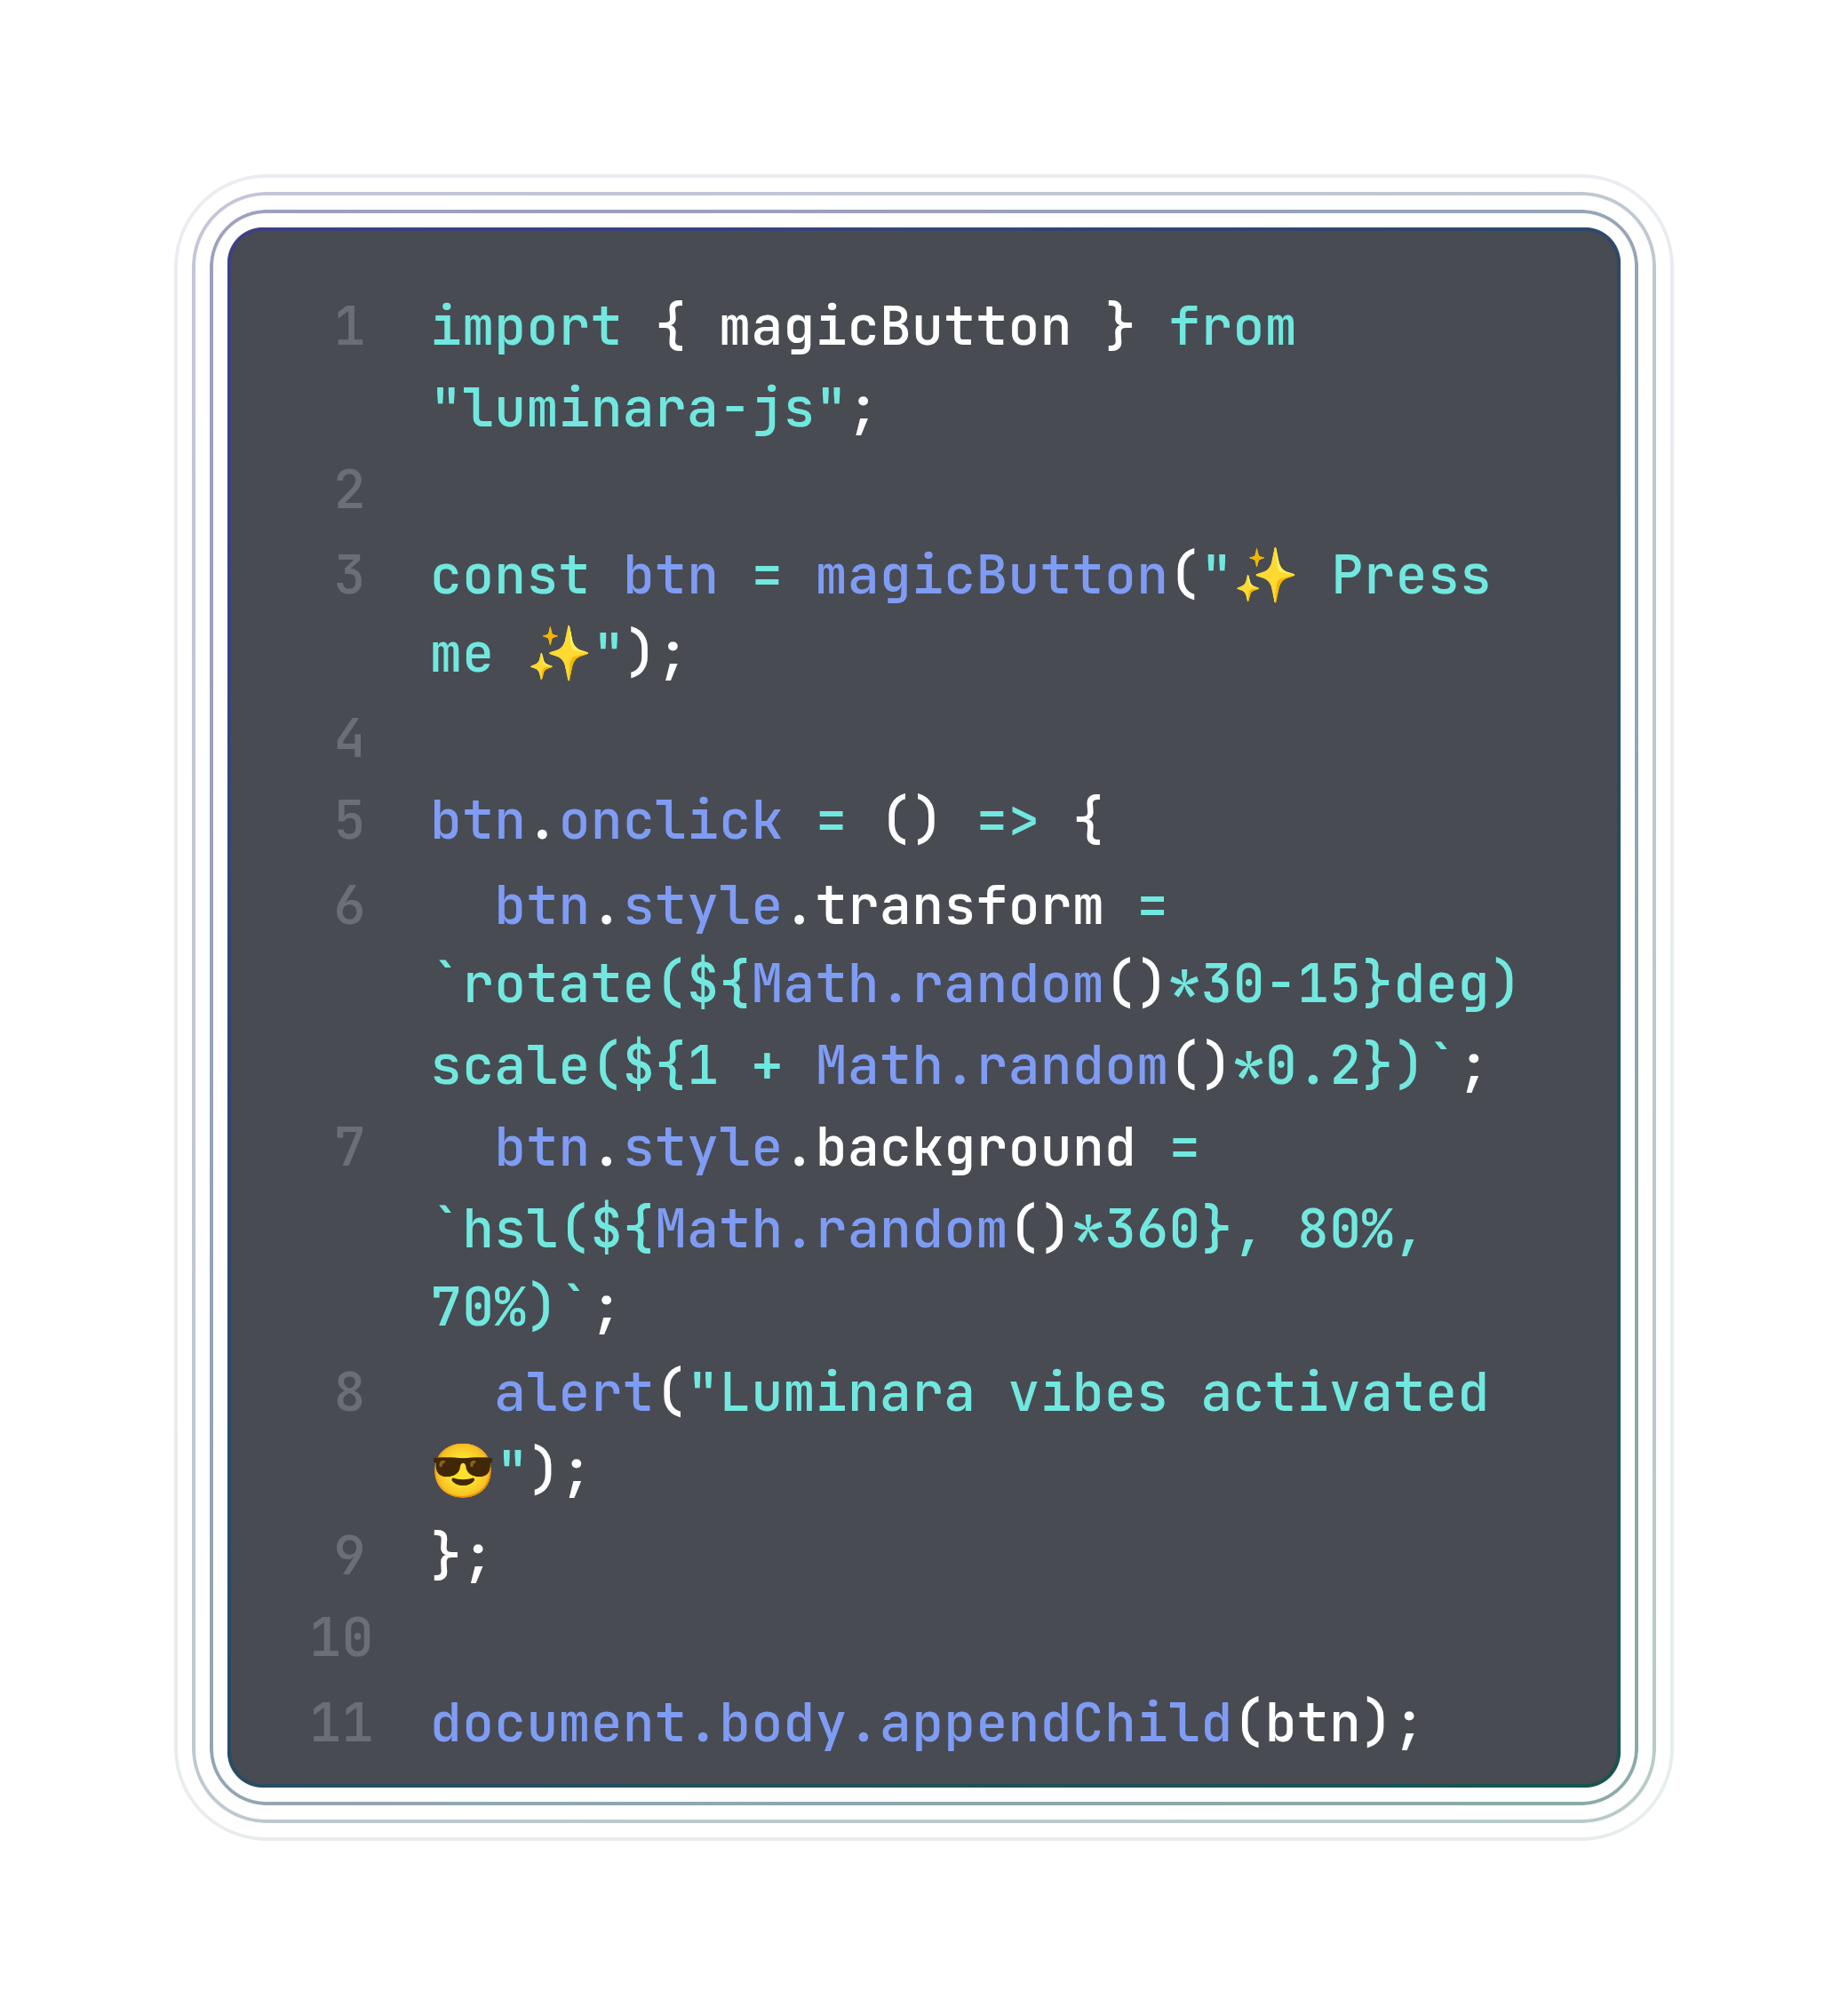 1 import { magicButton } from
"luminara-js";
2
3 const btn = magicButton("✨ Press
me ✨");
4
5 btn.onclick = () => {
6   btn.style.transform =
`rotate(${Math.random()*30-15}deg)
scale(${1 + Math.random()*0.2})`;
7   btn.style.background =
`hsl(${Math.random()*360}, 80%,
70%)`;
8   alert("Luminara vibes activated
😎");
9 };
10
11 document.body.appendChild(btn);